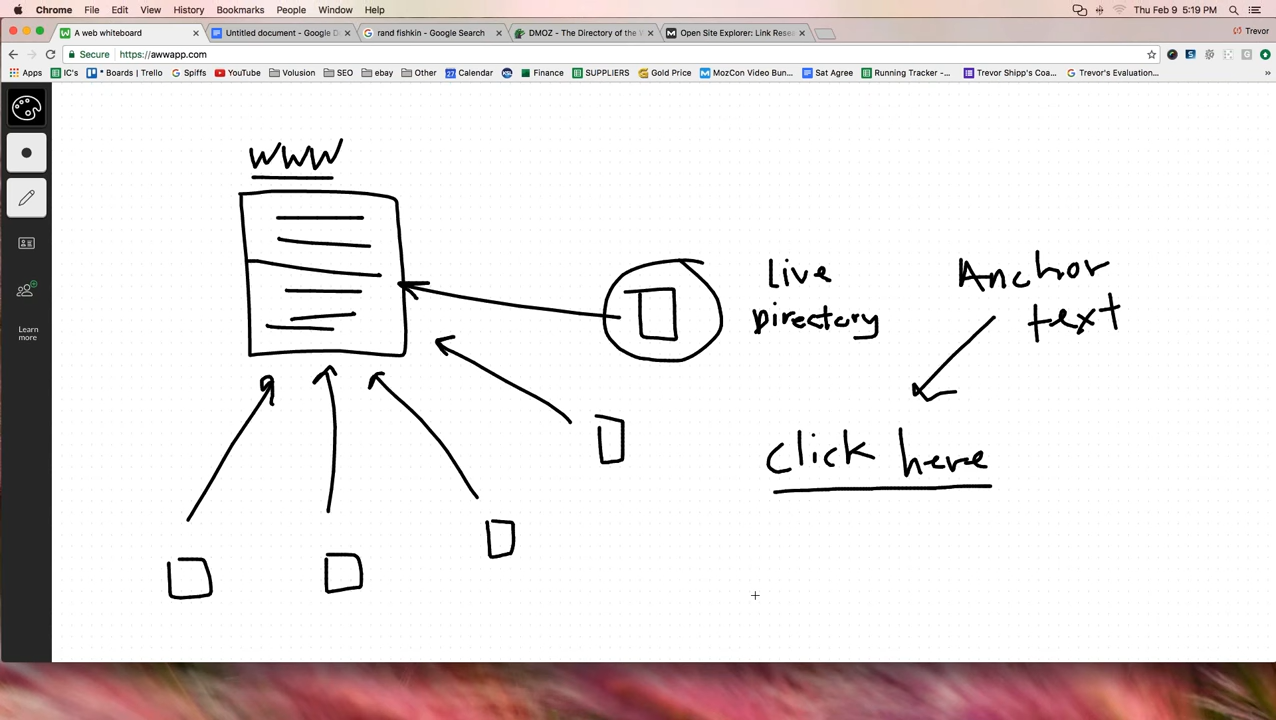 Chrome File Edit View History Bookmarks People Window Help Thu Feb 9 5:19 PM Trevor
A web whiteboard Untitled document - Google D rand fishkin - Google Search DMOZ - The Directory of the Open Site Explorer: Link Resea Trevor
Secure https://awwapp.com
Apps IC's * Boards | Trello Spiffs YouTube Volusion SEO ebay Other Calendar Finance SUPPLIERS Gold Price MozCon Video Bun... Sat Agree Running Tracker -... Trevor Shipp's Coa... Trevor's Evaluation... »
WWW
Live
Directory
Anchor
text
Click here
Learn
more